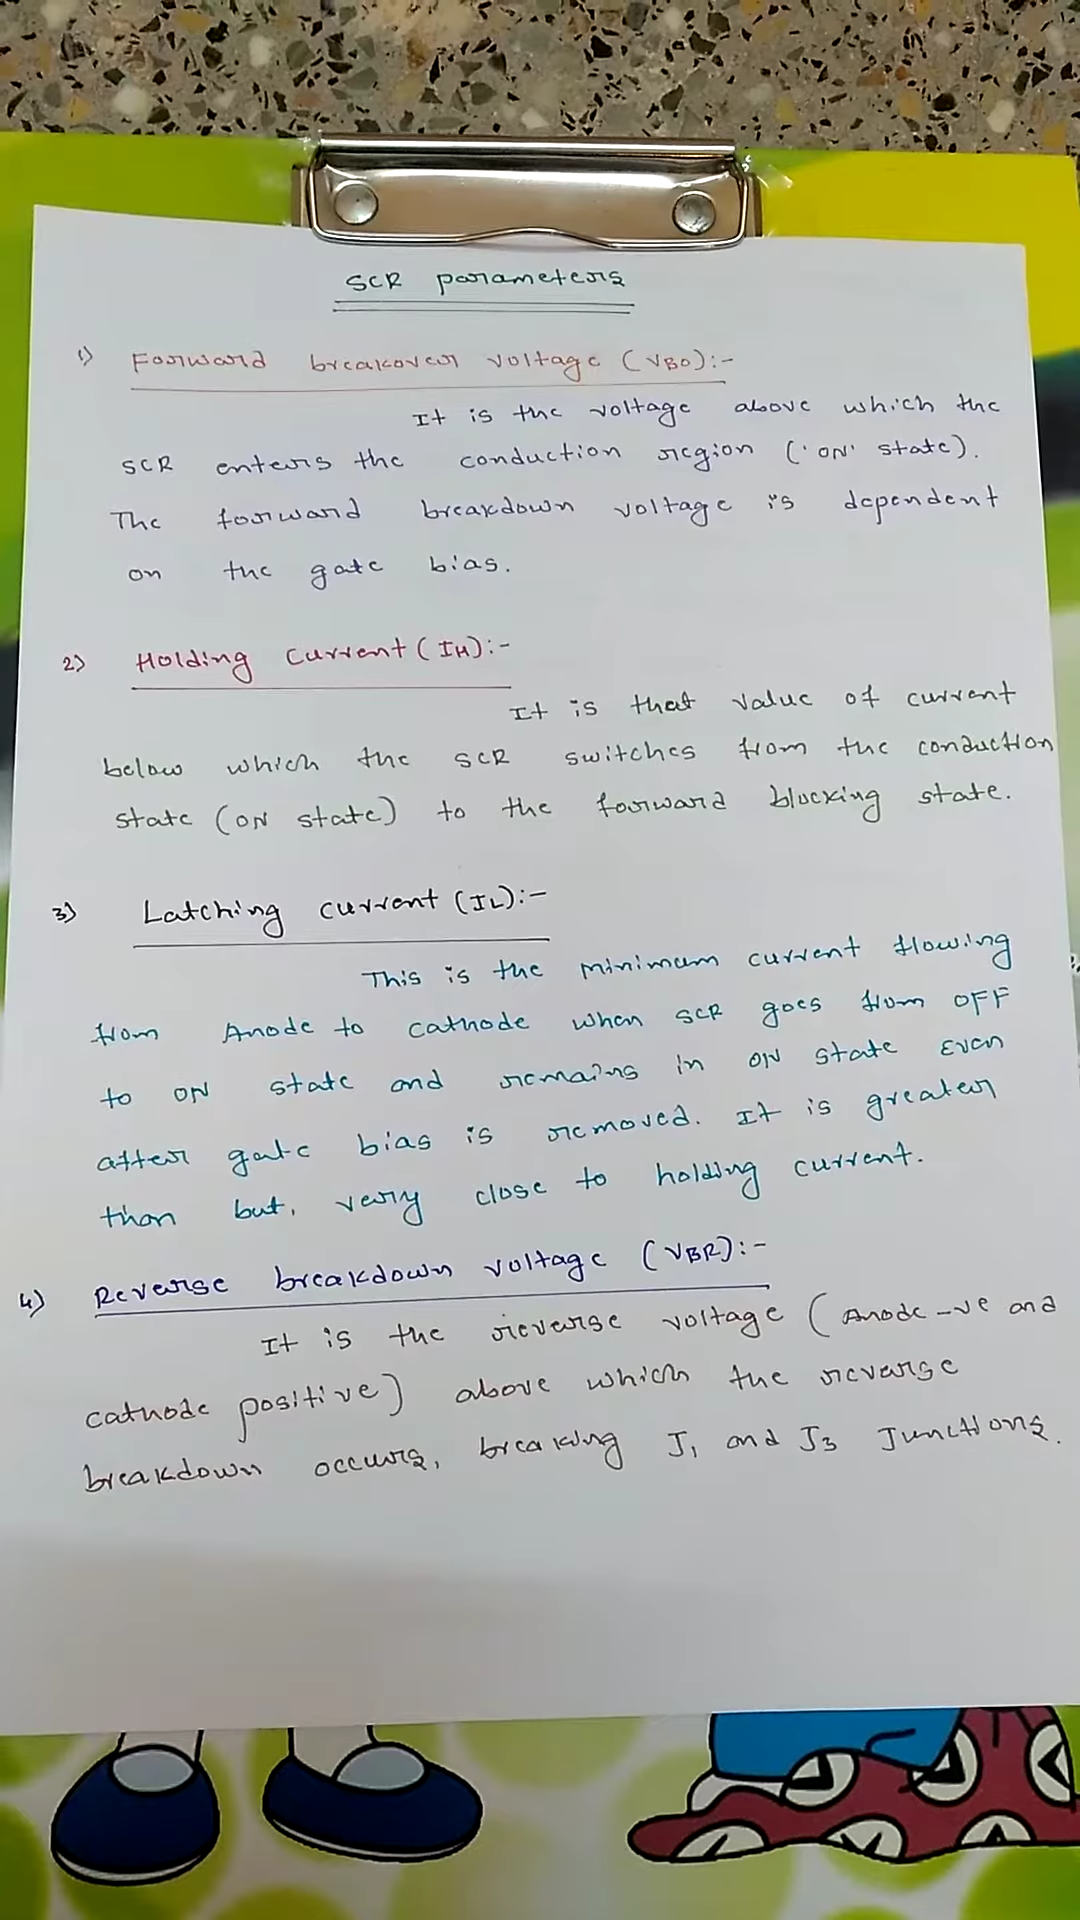 SCR parameters
1) Forward breakover voltage (VBO):-
It is the voltage above which the
SCR enters the conduction region ('ON' state).
The forward breakdown voltage is dependent
on the gate bias.
2) Holding current (IH):-
It is that value of current
below which the SCR switches from the conduction
state (ON state) to the forward blocking state.
3) Latching current (IL):-
This is the minimum current flowing
from Anode to cathode when SCR goes from OFF
to ON state and remains in ON state even
after gate bias is removed. It is greater
than but, very close to holding current.
4) Reverse breakdown voltage (VBR):-
It is the reverse voltage (Anode -ve and
cathode positive) above which the reverse
breakdown occurs, breaking J1 and J3 Junctions.